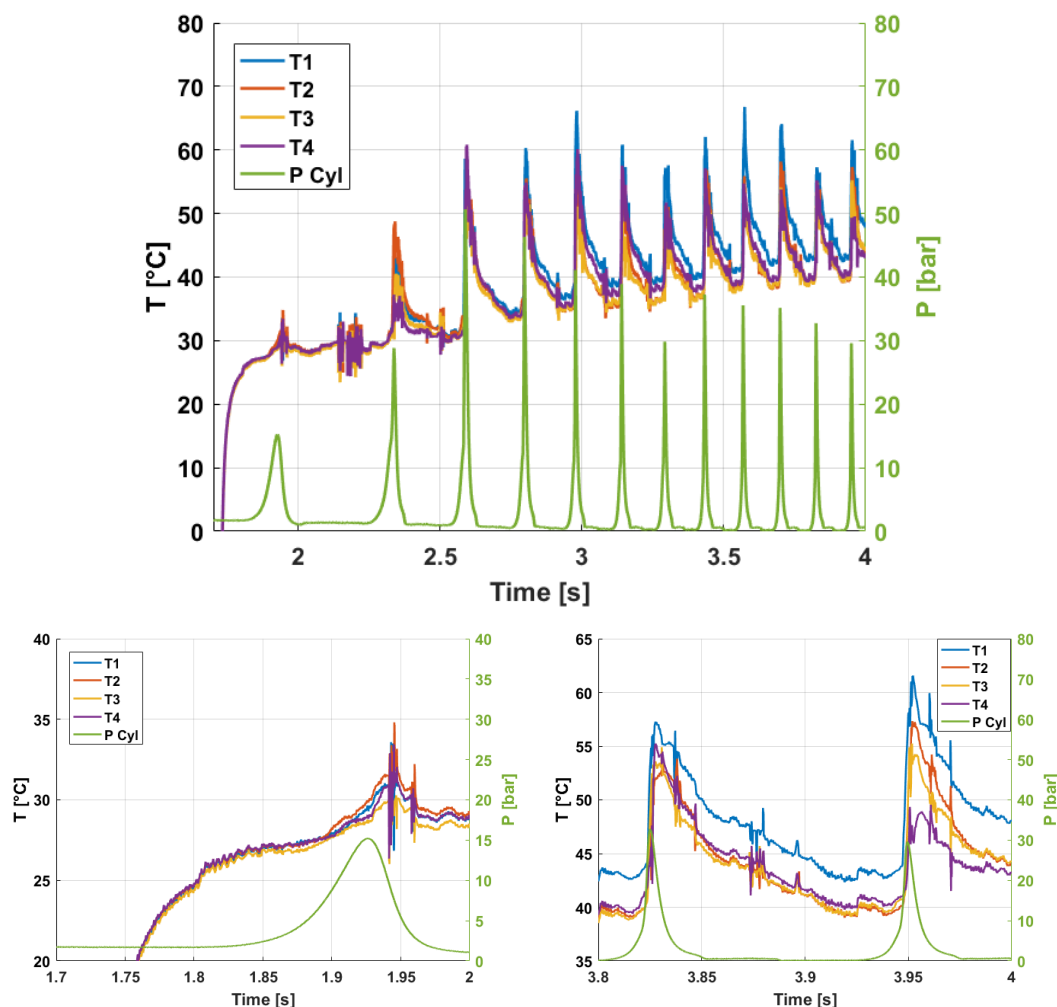 80
70
60
50
40
30
20
10
0
T [°C]
T1
T2
T3
T4
P Cyl
80
70
60
50
40
30
20
10
0
P [bar]
2
2.5
3
3.5
4
Time [s]
40
35
30
25
20
T [°C]
T1
T2
T3
T4
P Cyl
40
35
30
25
20
15
10
5
0
P [bar]
1.7
1.75
1.8
1.85
1.9
1.95
2
Time [s]
65
60
55
50
45
40
35
T [°C]
T1
T2
T3
T4
P Cyl
80
70
60
50
40
30
20
10
0
P [bar]
3.8
3.85
3.9
3.95
4
Time [s]